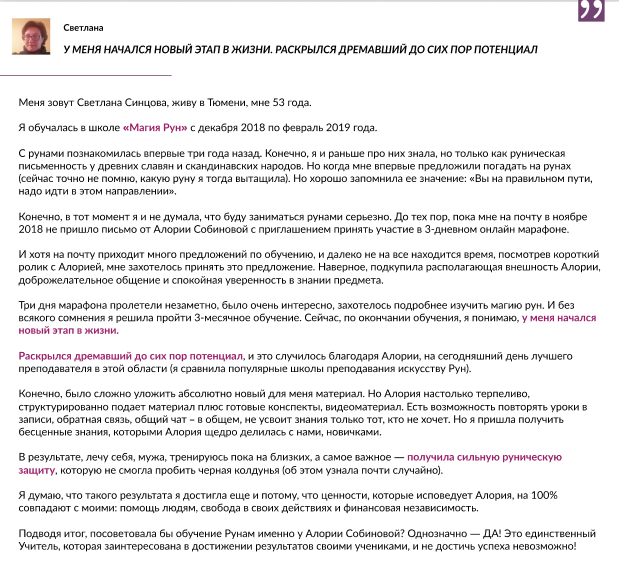 Светлана
У МЕНЯ НАЧАЛСЯ НОВЫЙ ЭТАП В ЖИЗНИ. РАСКРЫЛСЯ ДРЕМАВШИЙ ДО СИХ ПОР ПОТЕНЦИАЛ
Меня зовут Светлана Синцова, живу в Тюмени, мне 53 года.
Я обучалась в школе «Магия Рун» с декабря 2018 по февраль 2019 года.
С рунами познакомилась впервые три года назад. Конечно, я и раньше про них знала, но только как руническая
письменность у древних славян и скандинавских народов. Но когда мне впервые предложили погадать на рунах
(сейчас точно не помню, какую руну я тогда вытащила). Но хорошо запомнила ее значение: «Вы на правильном пути,
надо идти в этом направлении».
Конечно, в тот момент я и не думала, что буду заниматься рунами серьезно. До тех пор, пока мне на почту в ноябре
2018 не пришло письмо от Алории Собиновой с приглашением принять участие в 3-дневном онлайн марафоне.
И хотя на почту приходит много предложений по обучению, и далеко не на все находится время, посмотрев короткий
ролик с Алорией, мне захотелось принять это предложение. Наверное, подкупила располагающая внешность Алории,
доброжелательное общение и спокойная уверенность в знании предмета.
Три дня марафона пролетели незаметно, было очень интересно, захотелось подробнее изучить магию рун. И без
всякого сомнения я решила пройти 3-месячное обучение. Сейчас, по окончании обучения, я понимаю, у меня начался
новый этап в жизни.
Раскрылся дремавший до сих пор потенциал, и это случилось благодаря Алории, на сегодняшний день лучшего
преподавателя в этой области (я сравнила популярные школы преподавания искусству Рун).
Конечно, было сложно уложить абсолютно новый для меня материал. Но Алория настолько терпеливо,
структурированно подает материал плюс готовые конспекты, видеоматериал. Есть возможность повторять уроки в
записи, обратная связь, общий чат – в общем, не усвоит знания только тот, кто не хочет. Но я пришла получить
бесценные знания, которыми Алория щедро делилась с нами, новичками.
В результате, лечу себя, мужа, тренируюсь пока на близких, а самое важное — получила сильную руническую
защиту, которую не смогла пробить черная колдунья (об этом узнала почти случайно).
Я думаю, что такого результата я достигла еще и потому, что ценности, которые исповедует Алория, на 100%
совпадают с моими: помощь людям, свобода в своих действиях и финансовая независимость.
Подводя итог, посоветовала бы обучение Рунам именно у Алории Собиновой? Однозначно — ДА! Это единственный
Учитель, которая заинтересована в достижении результатов своими учениками, и не достичь успеха невозможно!